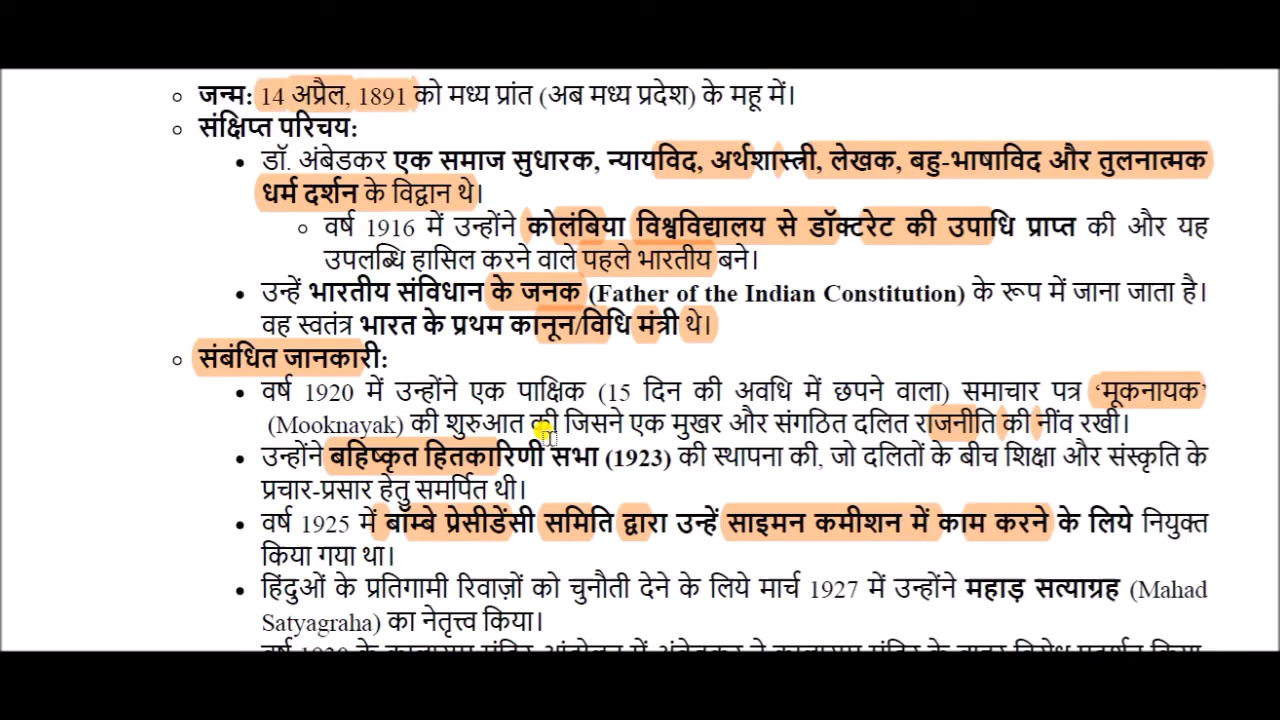 जन्म: 14 अप्रैल, 1891 को मध्य प्रांत (अब मध्य प्रदेश) के महू में।
संक्षिप्त परिचय:
डॉ. अंबेडकर एक समाज सुधारक, न्यायविद, अर्थशास्त्री, लेखक, बहु-भाषाविद और तुलनात्मक
धर्म दर्शन के विद्वान थे।
वर्ष 1916 में उन्होंने कोलंबिया विश्वविद्यालय से डॉक्टरेट की उपाधि प्राप्त की और यह
उपलब्धि हासिल करने वाले पहले भारतीय बने।
उन्हें भारतीय संविधान के जनक (Father of the Indian Constitution) के रूप में जाना जाता है।
वह स्वतंत्र भारत के प्रथम कानून/विधि मंत्री थे।
संबंधित जानकारी:
वर्ष 1920 में उन्होंने एक पाक्षिक (15 दिन की अवधि में छपने वाला) समाचार पत्र ‘मूकनायक’
(Mooknayak) की शुरुआत की जिसने एक मुखर और संगठित दलित राजनीति की नींव रखी।
उन्होंने बहिष्कृत हितकारिणी सभा (1923) की स्थापना की, जो दलितों के बीच शिक्षा और संस्कृति के
प्रचार-प्रसार हेतु समर्पित थी।
वर्ष 1925 में बॉम्बे प्रेसीडेंसी समिति द्वारा उन्हें साइमन कमीशन में काम करने के लिये नियुक्त
किया गया था।
हिंदुओं के प्रतिगामी रिवाज़ों को चुनौती देने के लिये मार्च 1927 में उन्होंने महाड़ सत्याग्रह (Mahad
Satyagraha) का नेतृत्त्व किया।